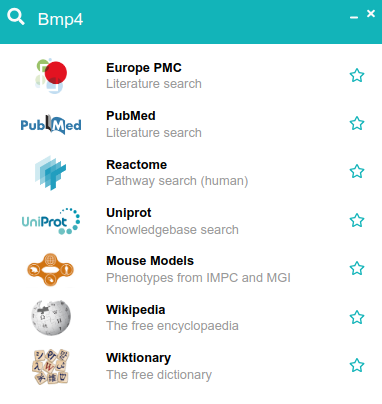 Bmp4
Europe PMC
Literature search
PubMed
PubMed
Literature search
Reactome
Pathway search (human)
UniProt
Uniprot
Knowledgebase search
Mouse Models
Phenotypes from IMPC and MGI
Wikipedia
The free encyclopaedia
Wiktionary
The free dictionary